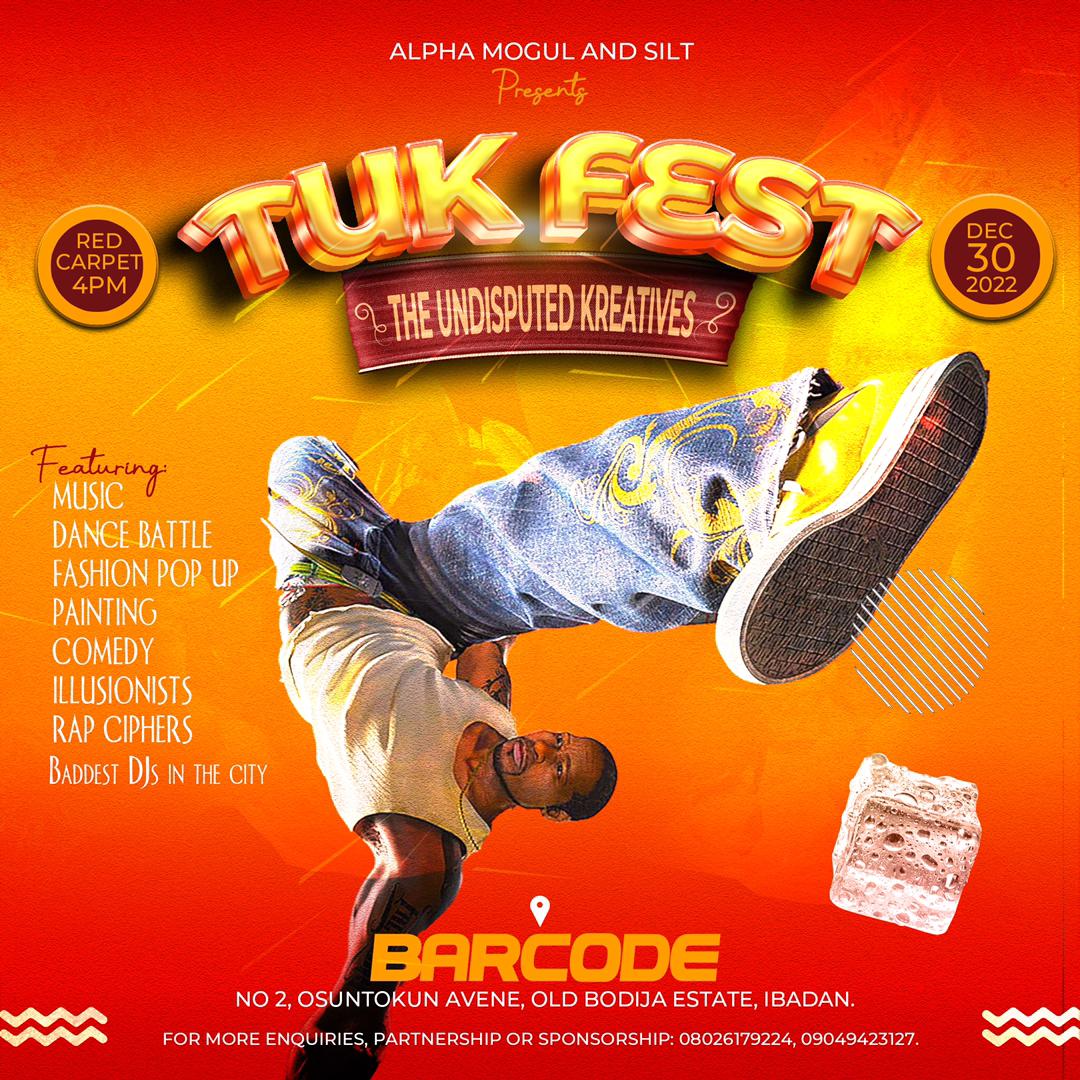 ALPHA MOGUL AND SILT
Presents
TUK FEST
THE UNDISPUTED KREATIVES
RED
CARPET
4PM
DEC
30
2022
Featuring:
MUSIC
DANCE BATTLE
FASHION POP UP
PAINTING
COMEDY
ILLUSIONISTS
RAP CIPHERS
BADDEST DJS IN THE CITY
BARCODE
NO 2, OSUNTOKUN AVENE, OLD BODIJA ESTATE, IBADAN.
FOR MORE ENQUIRIES, PARTNERSHIP OR SPONSORSHIP: 08026179224, 09049423127.